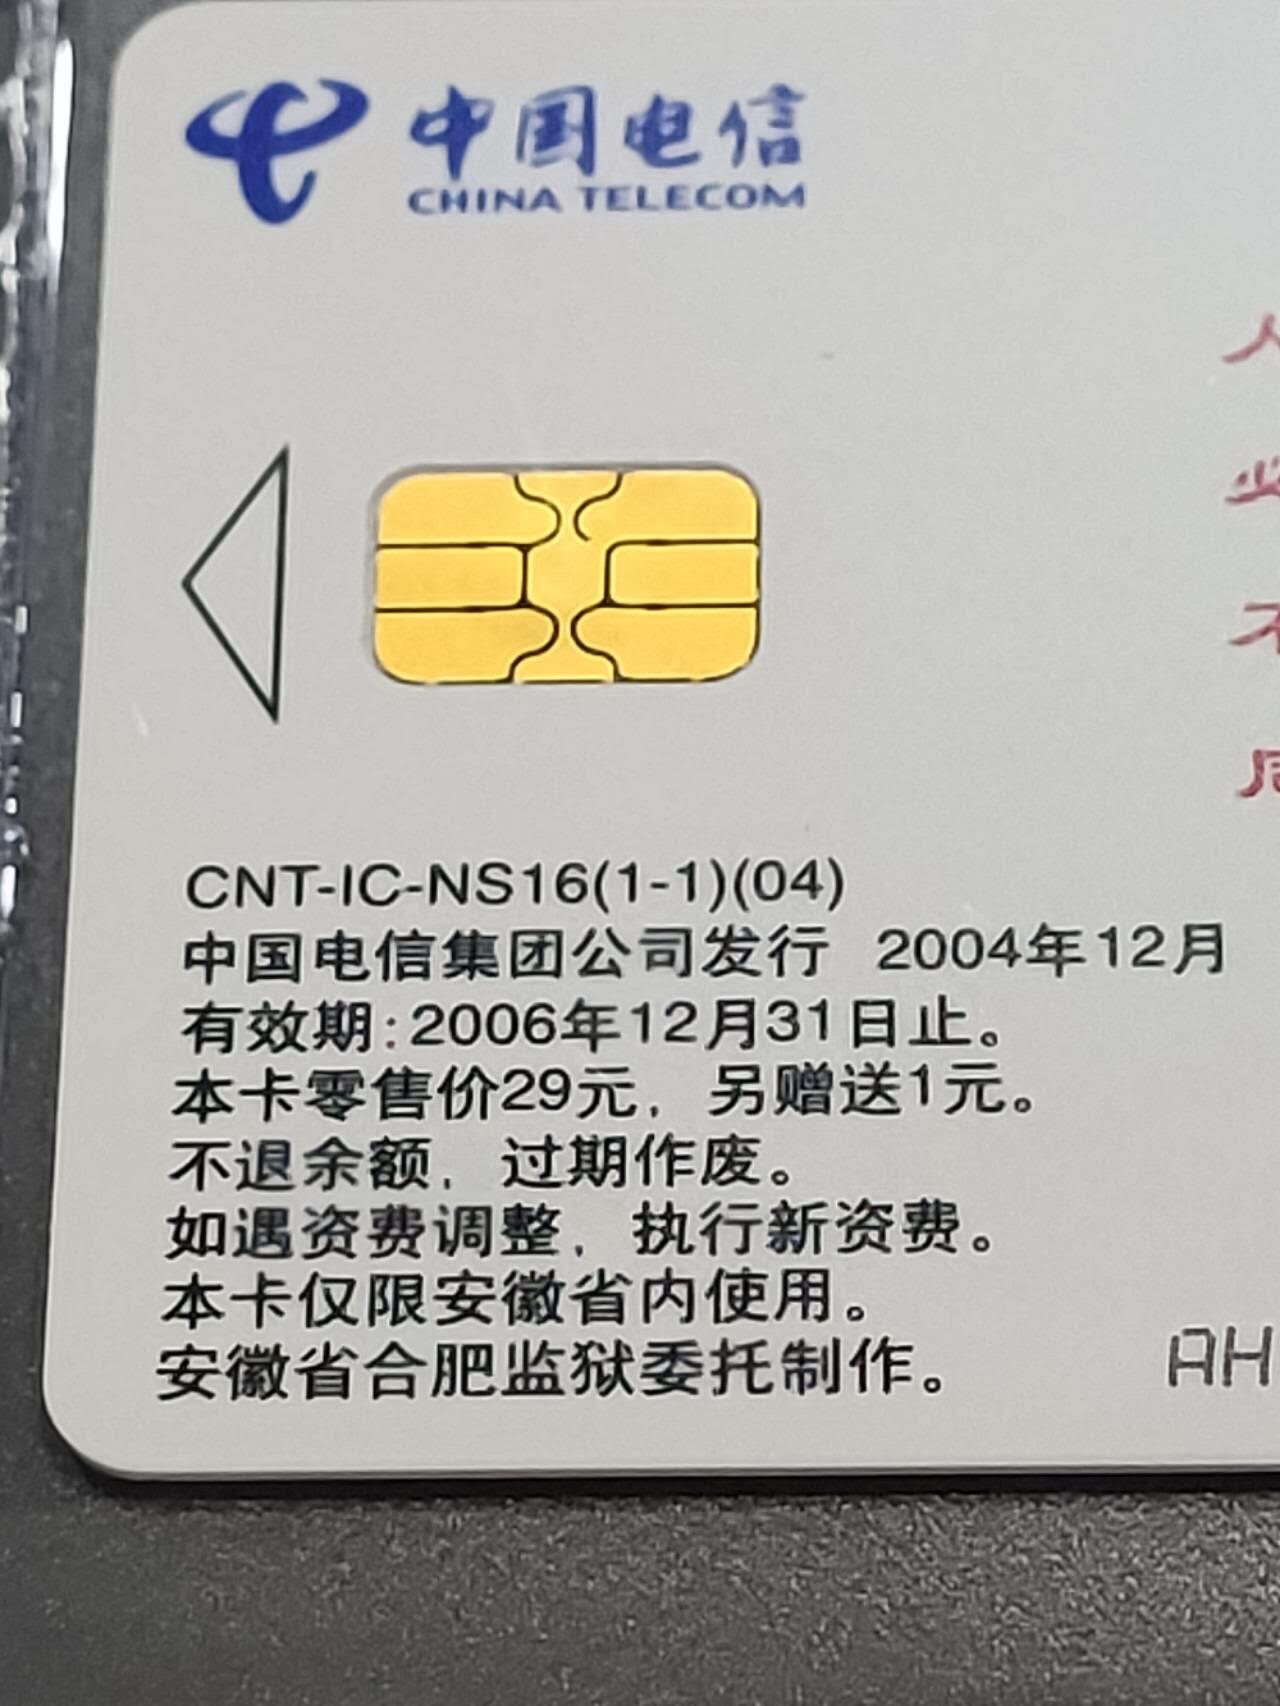 中国电信
CHINA TELECOM
人
不
CNT-IC-NS16(1-1)(04)
中国电信集团公司发行 2004年12月
有效期:2006年12月31日止。
本卡零售价29元，另赠送1元。
不退余额，过期作废。
如遇资费调整，执行新资费。
本卡仅限安徽省内使用。
安徽省合肥监狱委托制作。
AH